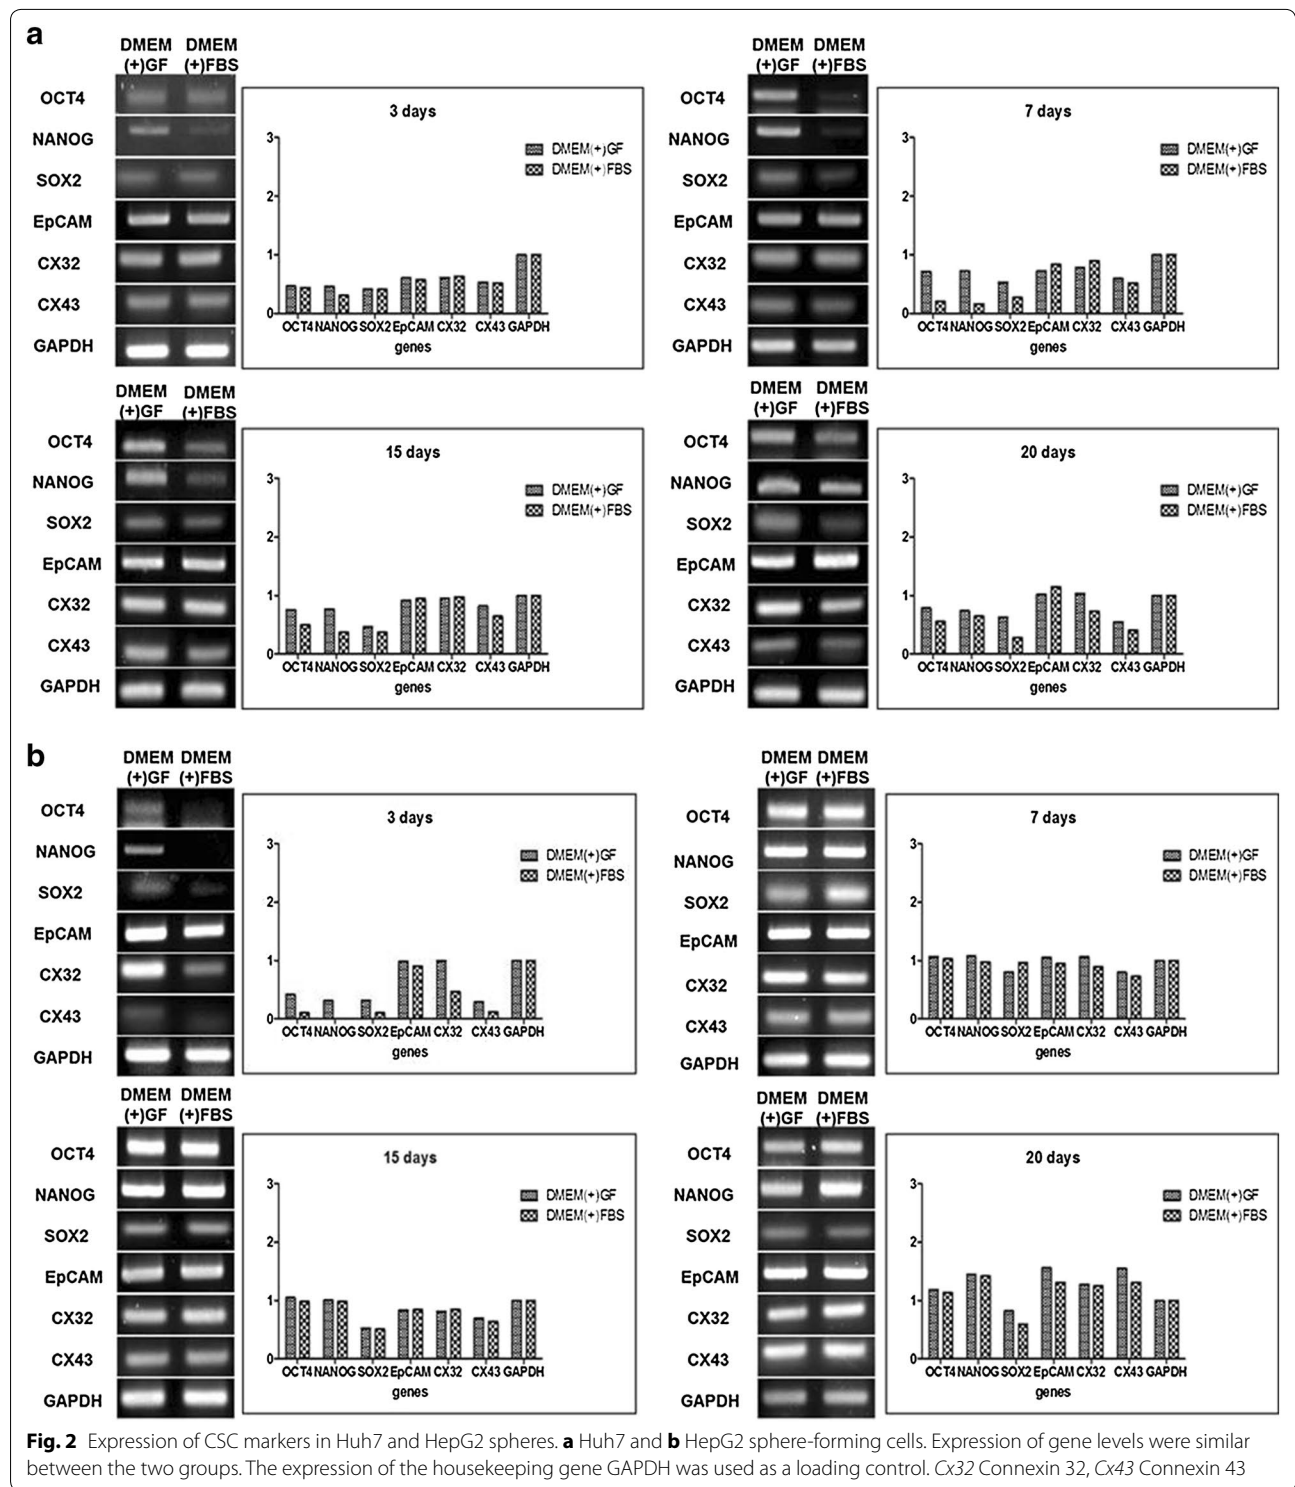 a
DMEM DMEM
(+)GF (+)FBS
OCT4
NANOG
SOX2
EpCAM
CX32
CX43
GAPDH
3 days
3
2
1
0
DMEM(+)GF
DMEM(+)FBS
OCT4 NANOG SOX2 EpCAM CX32 CX43 GAPDH
genes
DMEM DMEM
(+)GF (+)FBS
OCT4
NANOG
SOX2
EpCAM
CX32
CX43
GAPDH
7 days
3
2
1
0
DMEM(+)GF
DMEM(+)FBS
OCT4 NANOG SOX2 EpCAM CX32 CX43 GAPDH
genes
DMEM DMEM
(+)GF (+)FBS
OCT4
NANOG
SOX2
EpCAM
CX32
CX43
GAPDH
15 days
3
2
1
0
DMEM(+)GF
DMEM(+)FBS
OCT4 NANOG SOX2 EpCAM CX32 CX43 GAPDH
genes
DMEM DMEM
(+)GF (+)FBS
OCT4
NANOG
SOX2
EpCAM
CX32
CX43
GAPDH
20 days
3
2
1
0
DMEM(+)GF
DMEM(+)FBS
OCT4 NANOG SOX2 EpCAM CX32 CX43 GAPDH
genes
b
DMEM DMEM
(+)GF (+)FBS
OCT4
NANOG
SOX2
EpCAM
CX32
CX43
GAPDH
3 days
3
2
1
0
DMEM(+)GF
DMEM(+)FBS
OCT4 NANOG SOX2 EpCAM CX32 CX43 GAPDH
genes
DMEM DMEM
(+)GF (+)FBS
OCT4
NANOG
SOX2
EpCAM
CX32
CX43
GAPDH
7 days
3
2
1
0
DMEM(+)GF
DMEM(+)FBS
OCT4 NANOG SOX2 EpCAM CX32 CX43 GAPDH
genes
DMEM DMEM
(+)GF (+)FBS
OCT4
NANOG
SOX2
EpCAM
CX32
CX43
GAPDH
15 days
3
2
1
0
DMEM(+)GF
DMEM(+)FBS
OCT4 NANOG SOX2 EpCAM CX32 CX43 GAPDH
genes
DMEM DMEM
(+)GF (+)FBS
OCT4
NANOG
SOX2
EpCAM
CX32
CX43
GAPDH
20 days
3
2
1
0
DMEM(+)GF
DMEM(+)FBS
OCT4 NANOG SOX2 EpCAM CX32 CX43 GAPDH
genes
Fig. 2 Expression of CSC markers in Huh7 and HepG2 spheres. a Huh7 and b HepG2 sphere-forming cells. Expression of gene levels were similar
between the two groups. The expression of the housekeeping gene GAPDH was used as a loading control. Cx32 Connexin 32, Cx43 Connexin 43